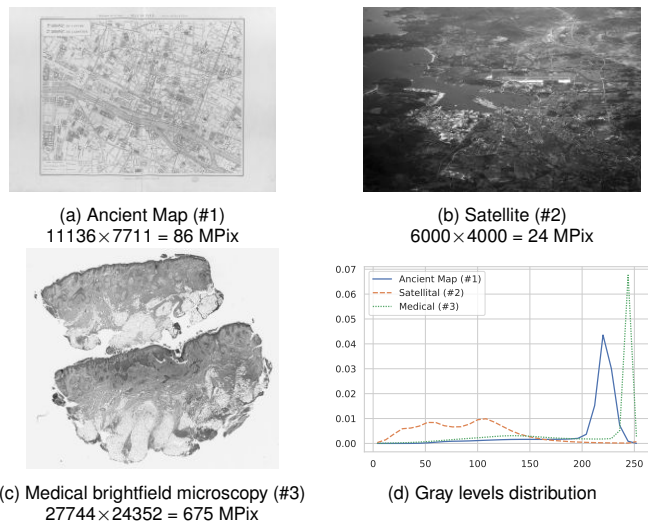 (a) Ancient Map (#1)
11136×7711 = 86 MPix
(b) Satellite (#2)
6000×4000 = 24 MPix
0.07
0.06
0.05
0.04
0.03
0.02
0.01
0.00
0
50
100
150
200
250
Ancient Map (#1)
Satellital (#2)
Medical (#3)
(c) Medical brightfield microscopy (#3)
27744×24352 = 675 MPix
(d) Gray levels distribution